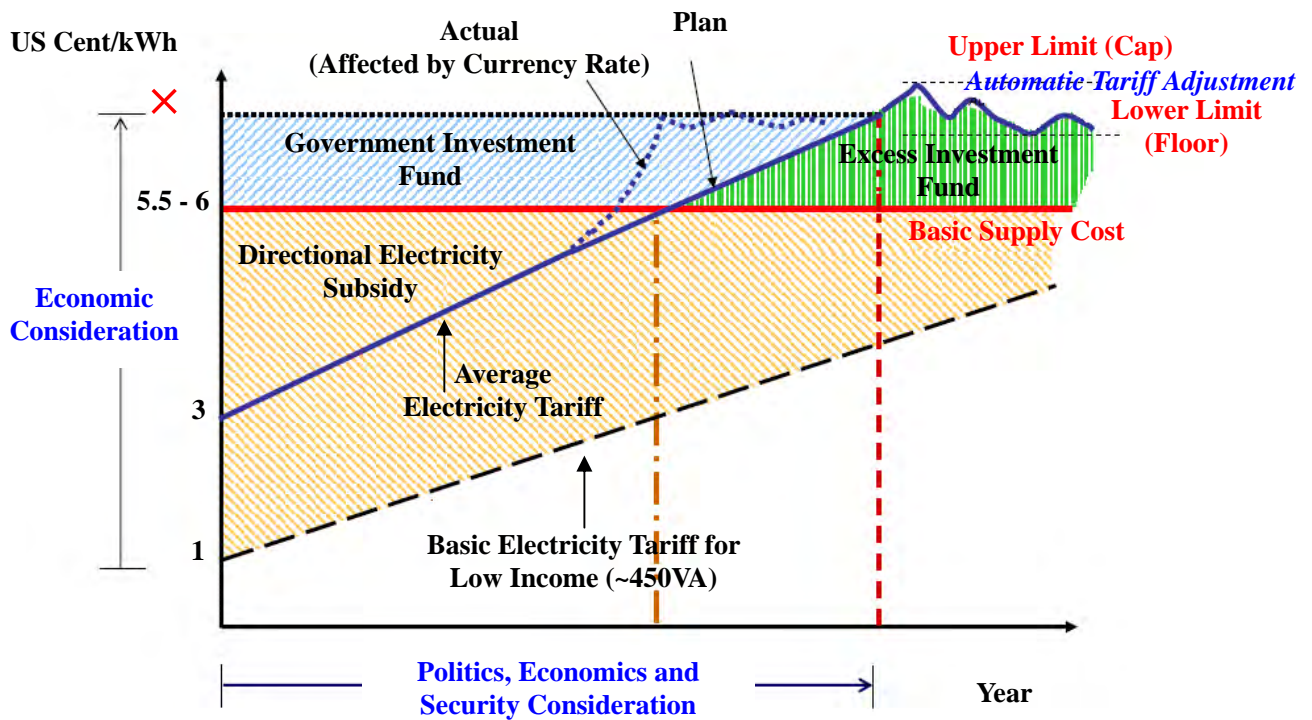 US Cent/kWh
Actual
(Affected by Currency Rate)
Plan
Upper Limit (Cap)
Automatic Tariff Adjustment
Lower Limit
(Floor)
×
Government Investment
Fund
Excess Investment
Fund
5.5 - 6
Basic Supply Cost
Directional Electricity
Subsidy
Economic
Consideration
Average
Electricity Tariff
3
1
Basic Electricity Tariff for
Low Income (~450VA)
Politics, Economics and
Security Consideration
Year